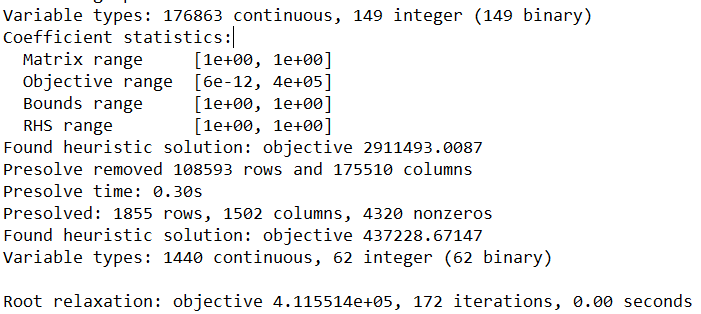 Variable types: 176863 continuous, 149 integer (149 binary)
Coefficient statistics:
  Matrix range     [1e+00, 1e+00]
  Objective range  [6e-12, 4e+05]
  Bounds range     [1e+00, 1e+00]
  RHS range        [1e+00, 1e+00]
Found heuristic solution: objective 2911493.0087
Presolve removed 108593 rows and 175510 columns
Presolve time: 0.30s
Presolved: 1855 rows, 1502 columns, 4320 nonzeros
Found heuristic solution: objective 437228.67147
Variable types: 1440 continuous, 62 integer (62 binary)

Root relaxation: objective 4.115514e+05, 172 iterations, 0.00 seconds